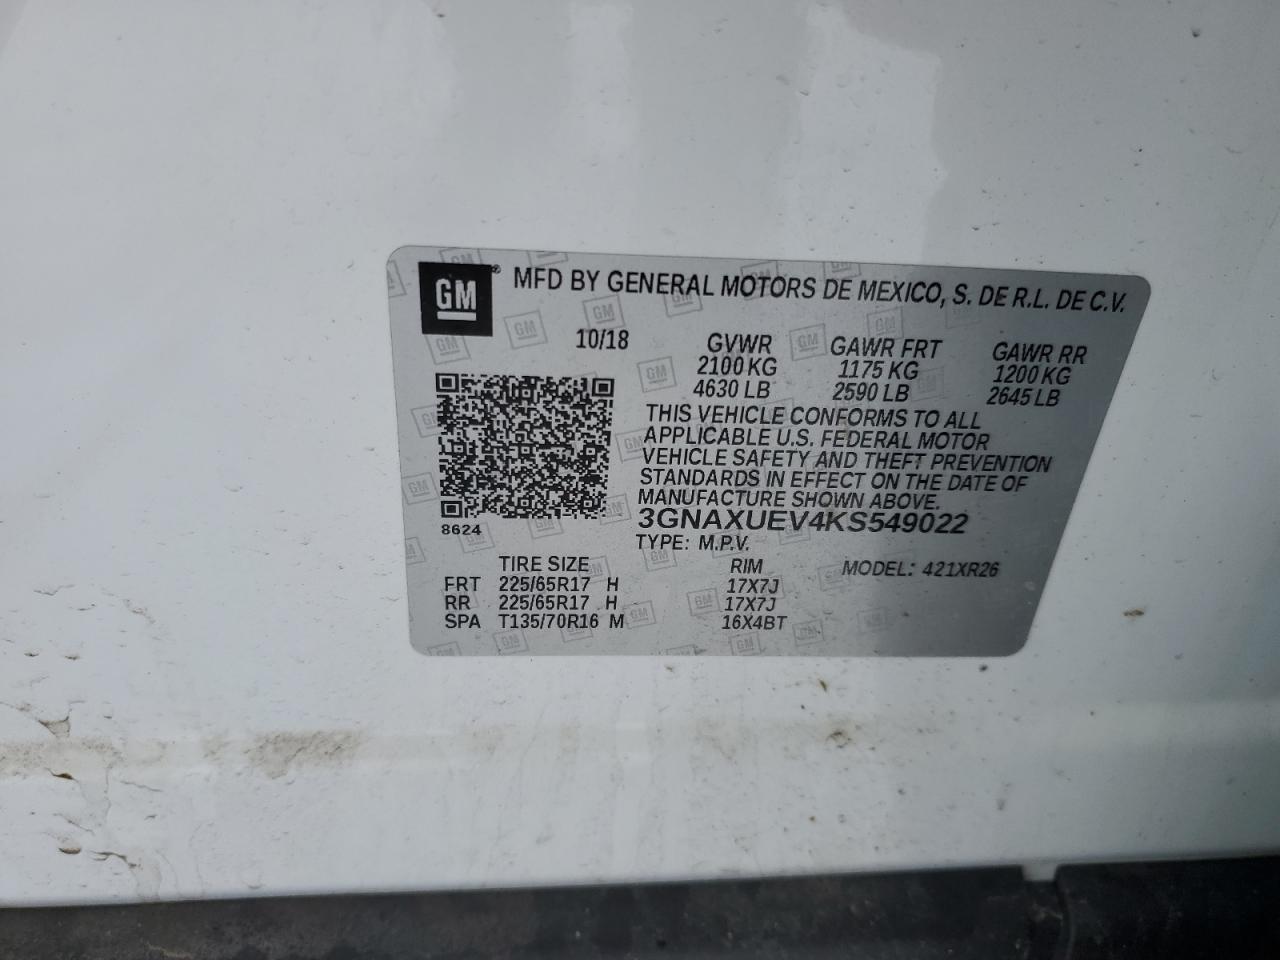 GM® MFD BY GENERAL MOTORS DE MEXICO, S. DE R.L. DE C.V.
10/18 GVWR GAWR FRT GAWR RR
2100 KG 1175 KG 1200 KG
4630 LB 2590 LB 2645 LB
THIS VEHICLE CONFORMS TO ALL
APPLICABLE U.S. FEDERAL MOTOR
VEHICLE SAFETY AND THEFT PREVENTION
STANDARDS IN EFFECT ON THE DATE OF
MANUFACTURE SHOWN ABOVE.
3GNAXUEV4KS549022
8624
TYPE: M.P.V.
TIRE SIZE RIM MODEL: 421XR26
FRT 225/65R17 H 17X7J
RR 225/65R17 H 17X7J
SPA T135/70R16 M 16X4BT